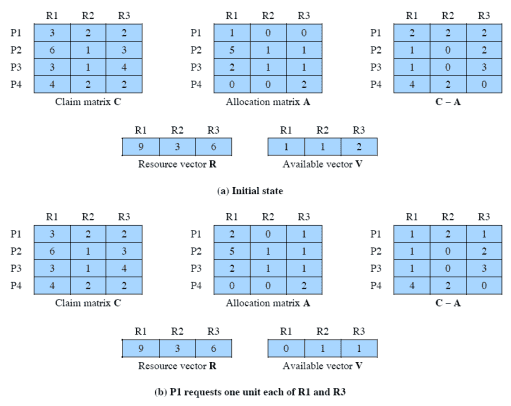 R1 R2 R3 R1 R2 R3 R1 R2 R3
P1 3 2 2 P1 1 0 0 P1 2 2 2
P2 6 1 3 P2 5 1 1 P2 1 0 2
P3 3 1 4 P3 2 1 1 P3 1 0 3
P4 4 2 2 P4 0 0 2 P4 4 2 0
Claim matrix C Allocation matrix A C – A
R1 R2 R3 R1 R2 R3
9 3 6 1 1 2
Resource vector R Available vector V
(a) Initial state
R1 R2 R3 R1 R2 R3 R1 R2 R3
P1 3 2 2 P1 2 0 1 P1 1 2 1
P2 6 1 3 P2 5 1 1 P2 1 0 2
P3 3 1 4 P3 2 1 1 P3 1 0 3
P4 4 2 2 P4 0 0 2 P4 4 2 0
Claim matrix C Allocation matrix A C – A
R1 R2 R3 R1 R2 R3
9 3 6 0 1 1
Resource vector R Available vector V
(b) P1 requests one unit each of R1 and R3